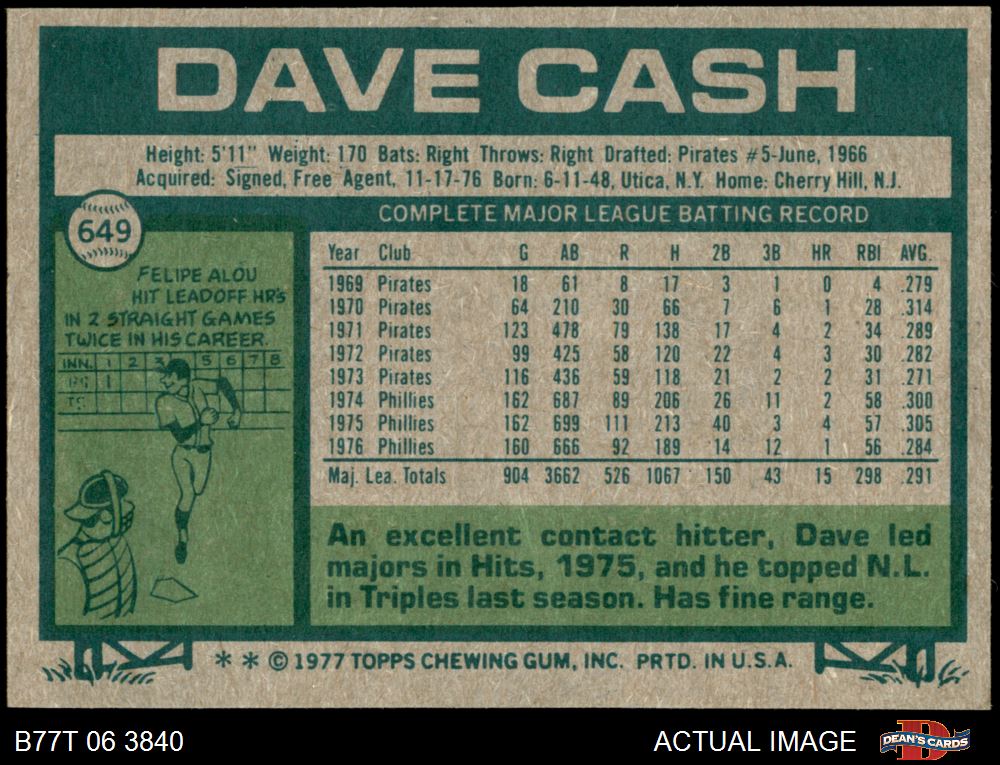 DAVE CASH
Height: 5'11" Weight: 170 Bats: Right Throws: Right Drafted: Pirates #5-June, 1966
Acquired: Signed, Free Agent, 11-17-76 Born: 6-11-48, Utica, N.Y. Home: Cherry Hill, N.J.
649
COMPLETE MAJOR LEAGUE BATTING RECORD
FELIPE ALOU
HIT LEADOFF HR'S
IN 2 STRAIGHT GAMES
TWICE IN HIS CAREER.
INN. 1 2 3 5 6 7 8
1
Year Club G AB R H 2B 3B HR RBI AVG.
1969 Pirates 18 61 8 17 3 1 0 4 .279
1970 Pirates 64 210 30 66 7 6 1 28 .314
1971 Pirates 123 478 79 138 17 4 2 34 .289
1972 Pirates 99 425 58 120 22 4 3 30 .282
1973 Pirates 116 436 59 118 21 2 2 31 .271
1974 Phillies 162 687 89 206 26 11 2 58 .300
1975 Phillies 162 699 111 213 40 3 4 57 .305
1976 Phillies 160 666 92 189 14 12 1 56 .284
Maj. Lea. Totals 904 3662 526 1067 150 43 15 298 .291
An excellent contact hitter, Dave led
majors in Hits, 1975, and he topped N.L.
in Triples last season. Has fine range.
* * © 1977 TOPPS CHEWING GUM, INC. PRTD. IN U.S.A.
B77T 06 3840
ACTUAL IMAGE
DEAN'S CARDS